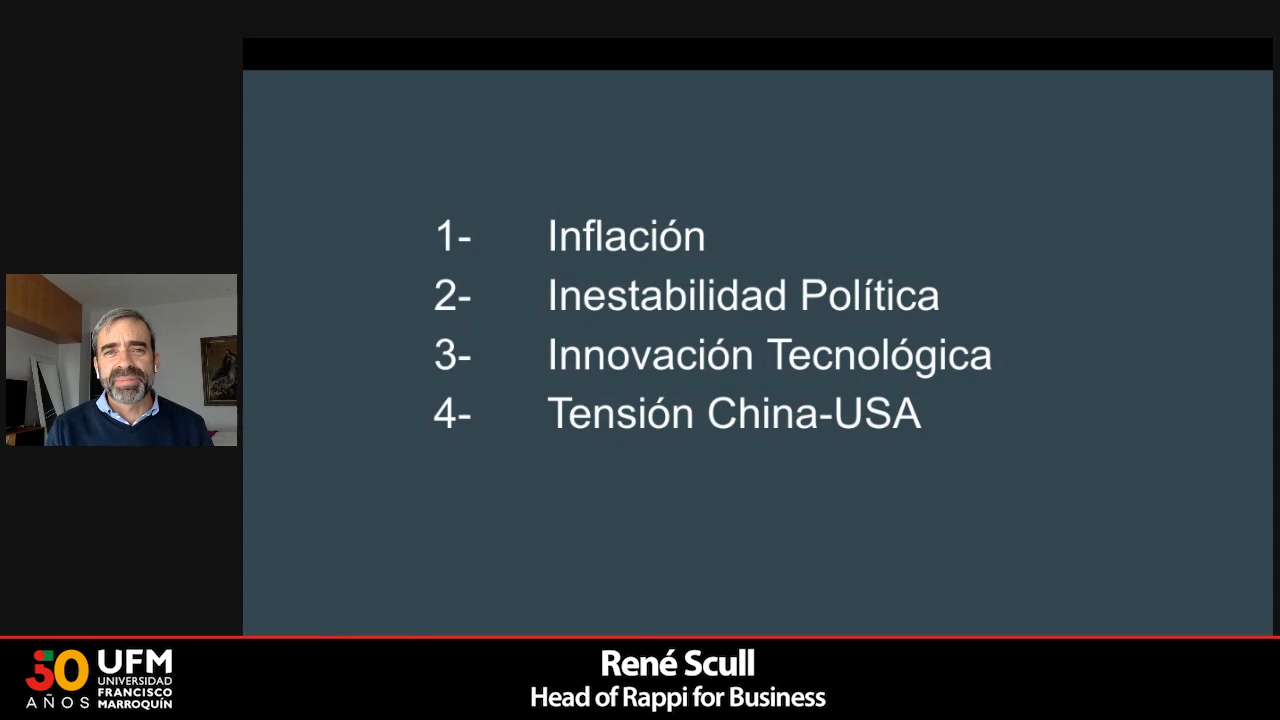 1- Inflación
2- Inestabilidad Política
3- Innovación Tecnológica
4- Tensión China-USA
50 AÑOS
UFM
UNIVERSIDAD
FRANCISCO
MARROQUÍN
René Scull
Head of Rappi for Business